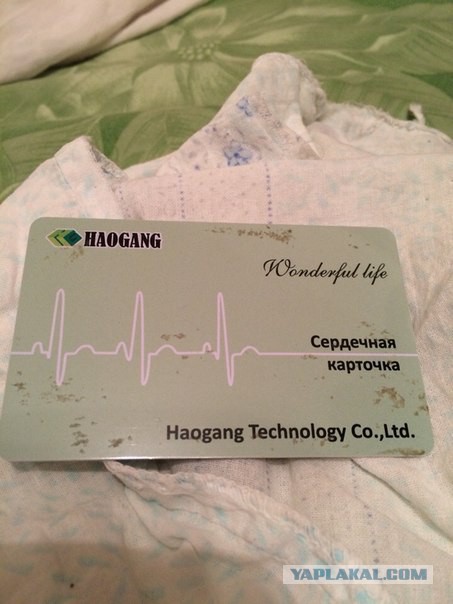 HAOGANG
Wonderful life
Сердечная
карточка
Haogang Technology Co.,Ltd.
YAPLAKAL.COM